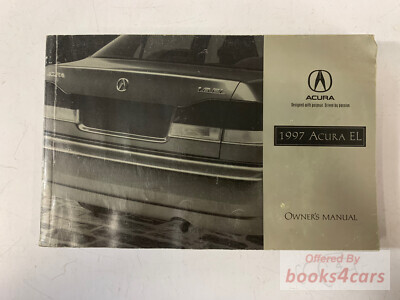 ACURA
Designed with purpose. Driven by passion.
1997 ACURA EL
OWNER'S MANUAL
Offered By
books4cars